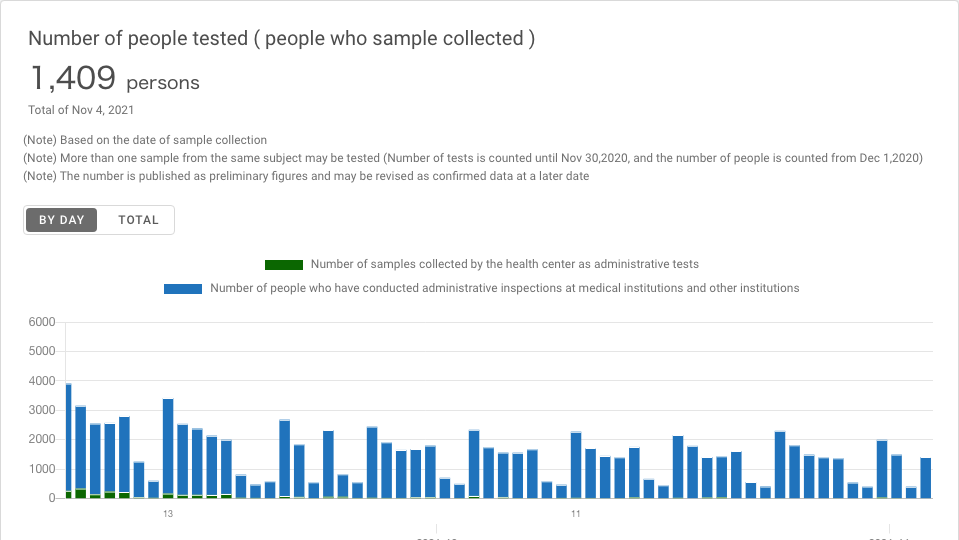 Number of people tested ( people who sample collected )
1,409 persons
Total of Nov 4, 2021
(Note) Based on the date of sample collection
(Note) More than one sample from the same subject may be tested (Number of tests is counted until Nov 30,2020, and the number of people is counted from Dec 1,2020)
(Note) The number is published as preliminary figures and may be revised as confirmed data at a later date
BY DAY TOTAL
Number of samples collected by the health center as administrative tests
Number of people who have conducted administrative inspections at medical institutions and other institutions
6000
5000
4000
3000
2000
1000
0
13 11